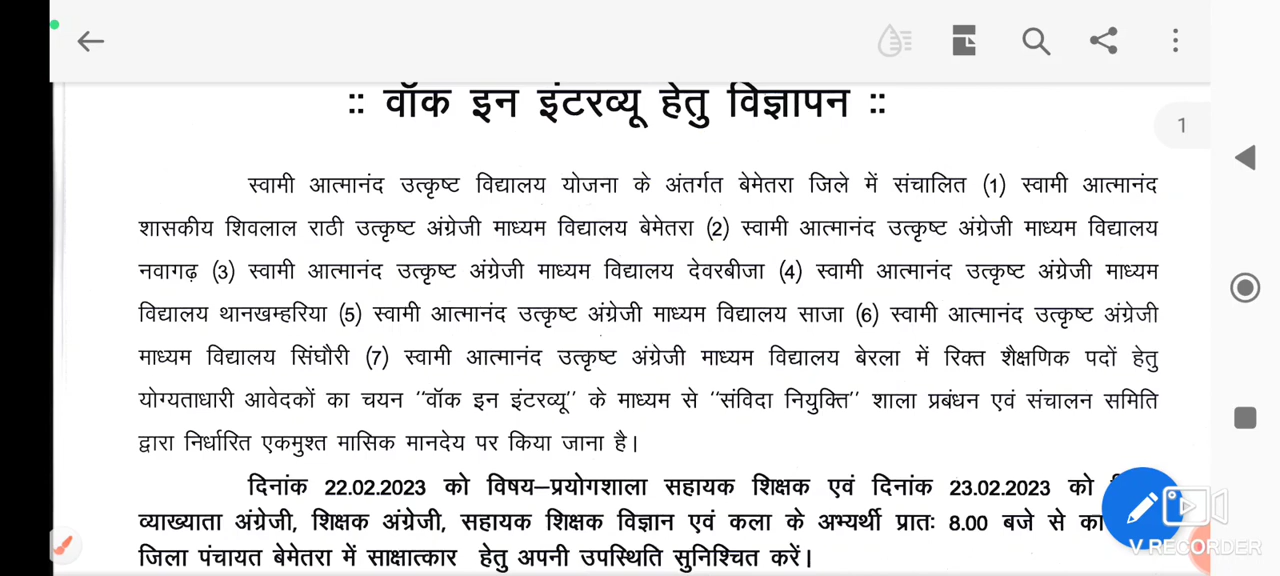 :: वॉक इन इंटरव्यू हेतु विज्ञापन ::
1
स्वामी आत्मानंद उत्कृष्ट विद्यालय योजना के अंतर्गत बेमेतरा जिले में संचालित (1) स्वामी आत्मानंद
शासकीय शिवलाल राठी उत्कृष्ट अंग्रेजी माध्यम विद्यालय बेमेतरा (2) स्वामी आत्मानंद उत्कृष्ट अंग्रेजी माध्यम विद्यालय
नवागढ़ (3) स्वामी आत्मानंद उत्कृष्ट अंग्रेजी माध्यम विद्यालय देवरबीजा (4) स्वामी आत्मानंद उत्कृष्ट अंग्रेजी माध्यम
विद्यालय थानखम्हरिया (5) स्वामी आत्मानंद उत्कृष्ट अंग्रेजी माध्यम विद्यालय साजा (6) स्वामी आत्मानंद उत्कृष्ट अंग्रेजी
माध्यम विद्यालय सिंघौरी (7) स्वामी आत्मानंद उत्कृष्ट अंग्रेजी माध्यम विद्यालय बेरला में रिक्त शैक्षणिक पदों हेतु
योग्यताधारी आवेदकों का चयन "वॉक इन इंटरव्यू" के माध्यम से "संविदा नियुक्ति" शाला प्रबंधन एवं संचालन समिति
द्वारा निर्धारित एकमुश्त मासिक मानदेय पर किया जाना है।
दिनांक 22.02.2023 को विषय–प्रयोगशाला सहायक शिक्षक एवं दिनांक 23.02.2023 को
व्याख्याता अंग्रेजी, शिक्षक अंग्रेजी, सहायक शिक्षक विज्ञान एवं कला के अभ्यर्थी प्रातः 8.00 बजे से
जिला पंचायत बेमेतरा में साक्षात्कार हेतु अपनी उपस्थिति सुनिश्चित करें।
V RECORDER